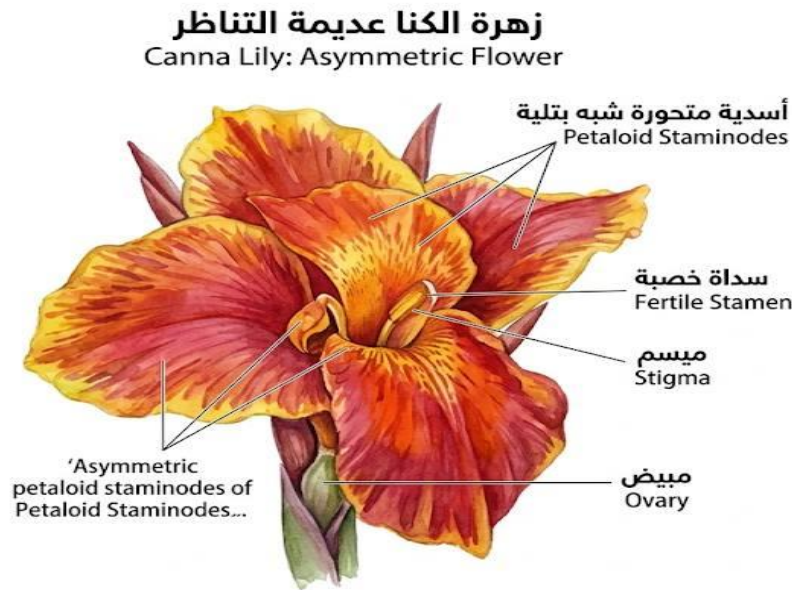 زهرة الكنا عديمة التناظر
Canna Lily: Asymmetric Flower
أسدية متحورة شبه بتلية
Petaloid Staminodes
سداة خصبة
Fertile Stamen
ميسم
Stigma
مبيض
Ovary
'Asymmetric
petaloid staminodes of
Petaloid Staminodes...